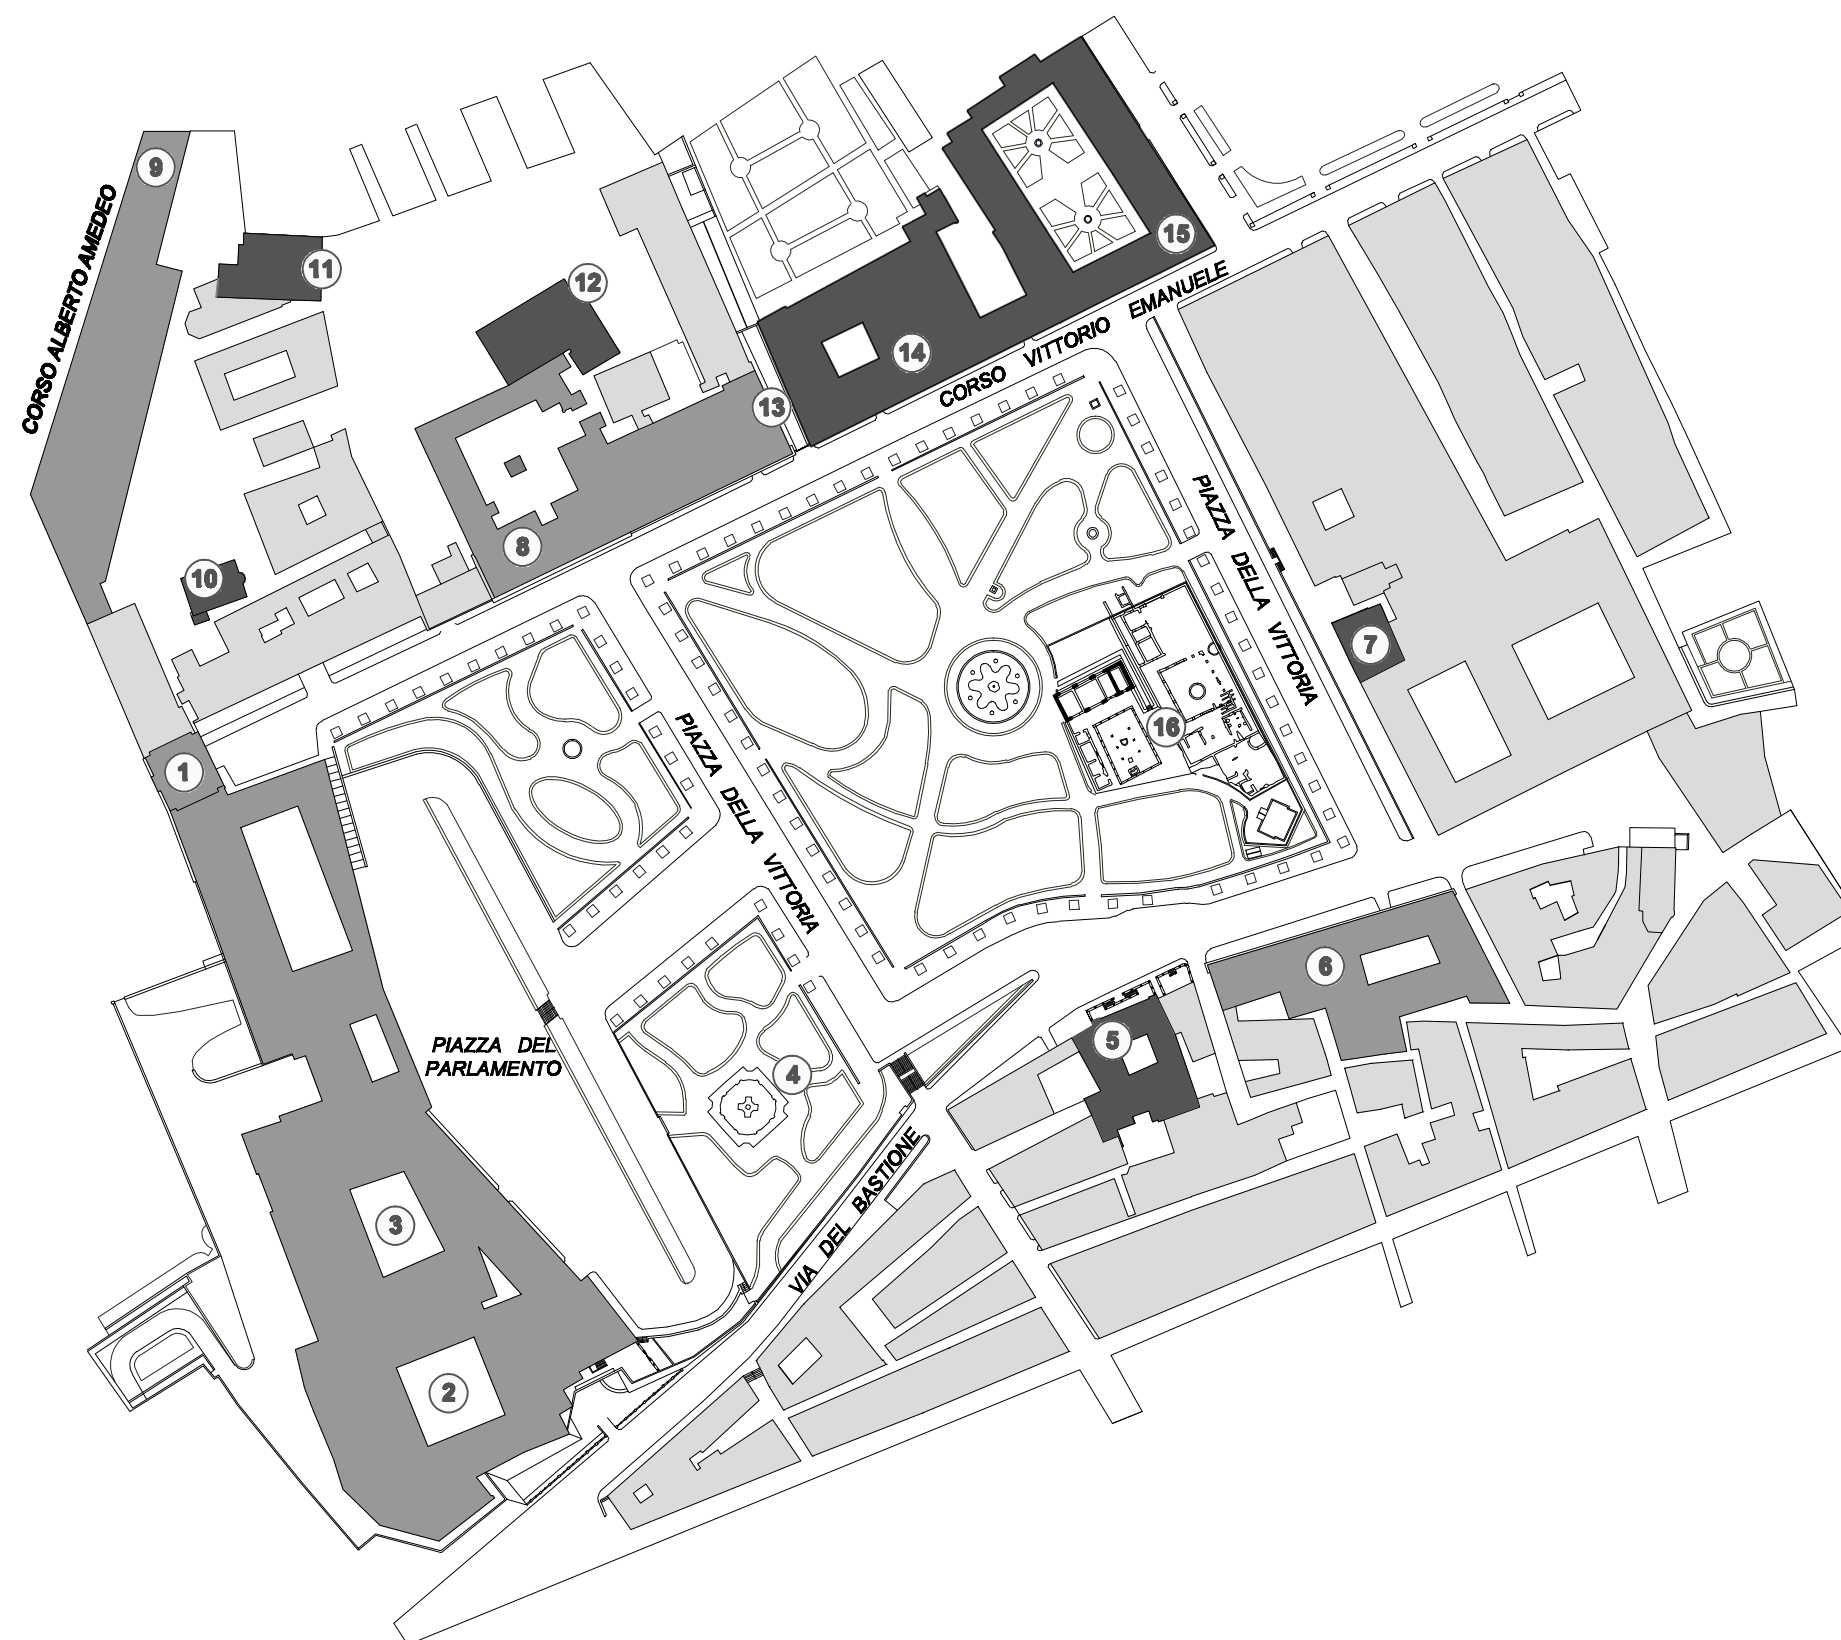 15
9
11
12
CORSO VITTORIO EMANUELE
14
CORSO ALBERTO AMEDEO
13
8
PIAZZA DELLA VITTORIA
10
7
16
1
PIAZZA DELLA VITTORIA
6
5
PIAZZA DEL
PARLAMENTO
4
VIA DEL BASTIONE
3
2